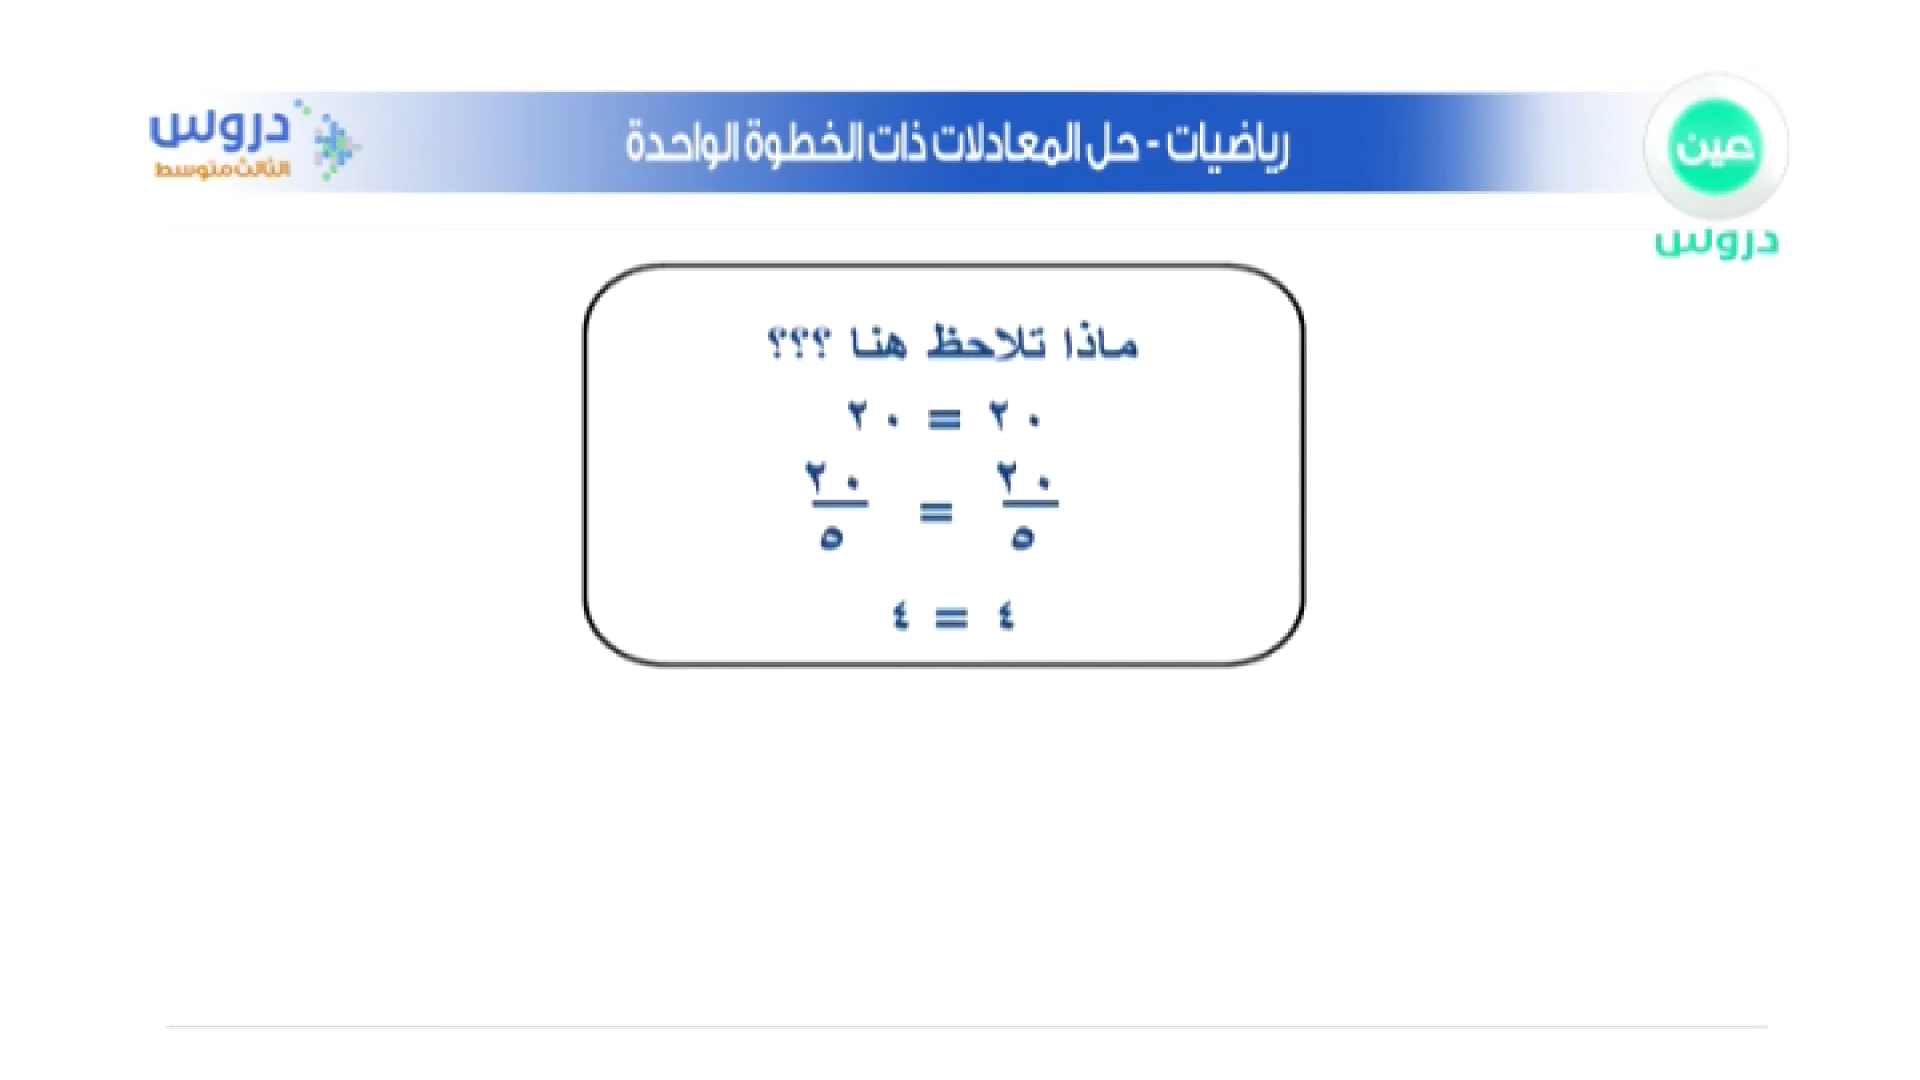 عين
دروس
رياضيات - حل المعادلات ذات الخطوة الواحدة
دروس
الثالث متوسط
ماذا تلاحظ هنا ؟؟؟
٢٠ = ٢٠
٢٠ = ٢٠
٥ ٥
٤ = ٤